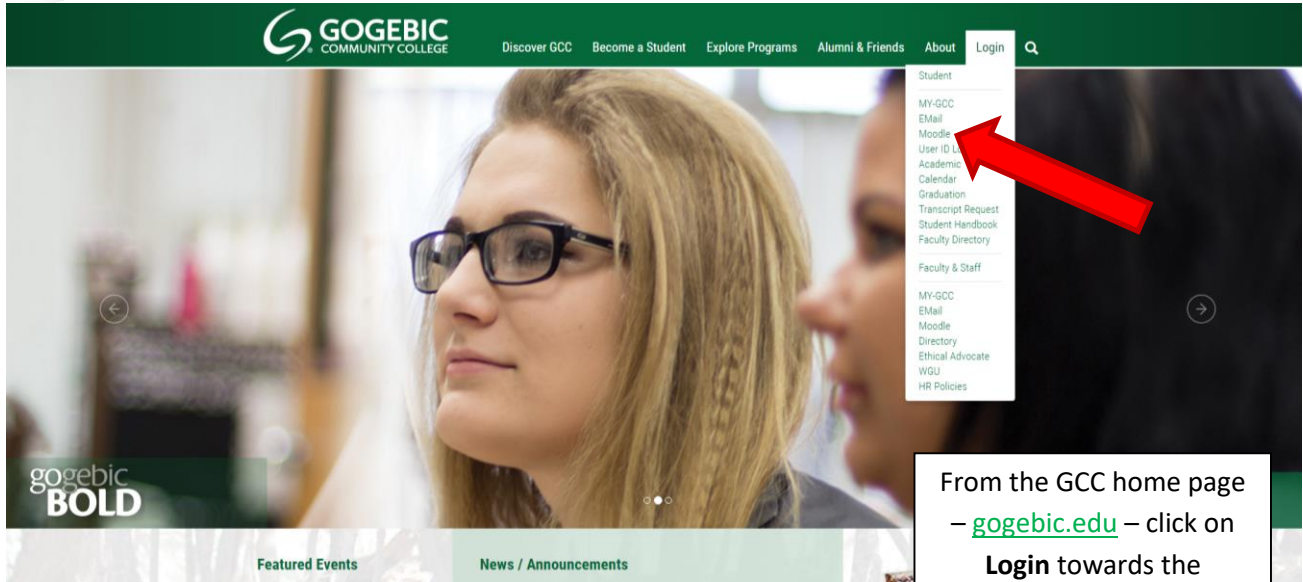 GOGEBIC
COMMUNITY COLLEGE
Discover GCC Become a Student Explore Programs Alumni & Friends About Login
Student
MY-GCC
EMail
Moodle
User ID
Academic
Calendar
Graduation
Transcript Request
Student Handbook
Faculty Directory
Faculty & Staff
MY-GCC
EMail
Moodle
Directory
Ethical Advocate
WGU
HR Policies
gogebic
BOLD
From the GCC home page
– gogebic.edu – click on
Login towards the
Featured Events News / Announcements